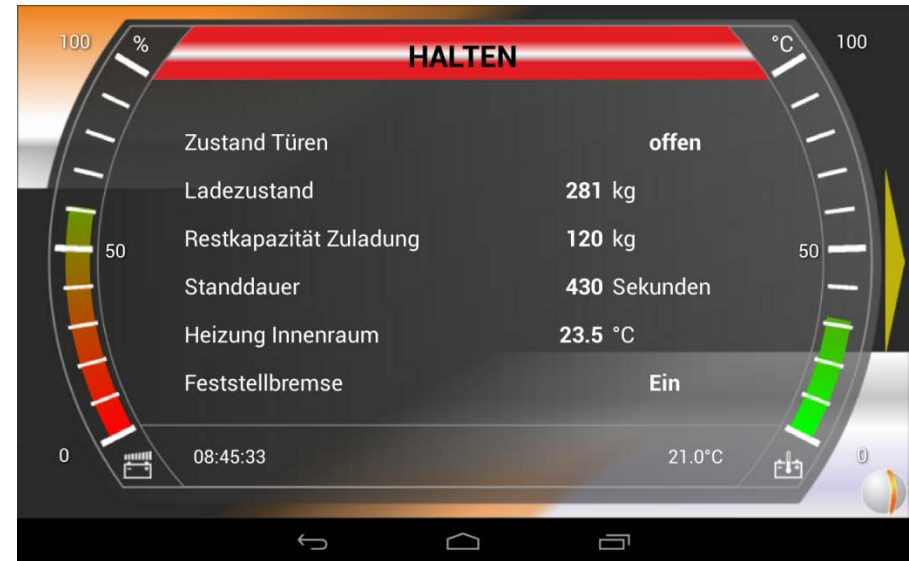 100 % HALTEN °C 100
Zustand Türen offen
Ladezustand 281 kg
Restkapazität Zuladung 120 kg
50 50
Standdauer 430 Sekunden
Heizung Innenraum 23.5 °C
Feststellbremse Ein
0 08:45:33 21.0°C 0